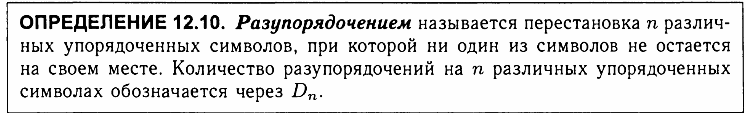 ОПРЕДЕЛЕНИЕ 12.10. Разупорядочением называется перестановка n различ-
ных упорядоченных символов, при которой ни один из символов не остается
на своем месте. Количество разупорядочений на n различных упорядоченных
символах обозначается через Dₙ.